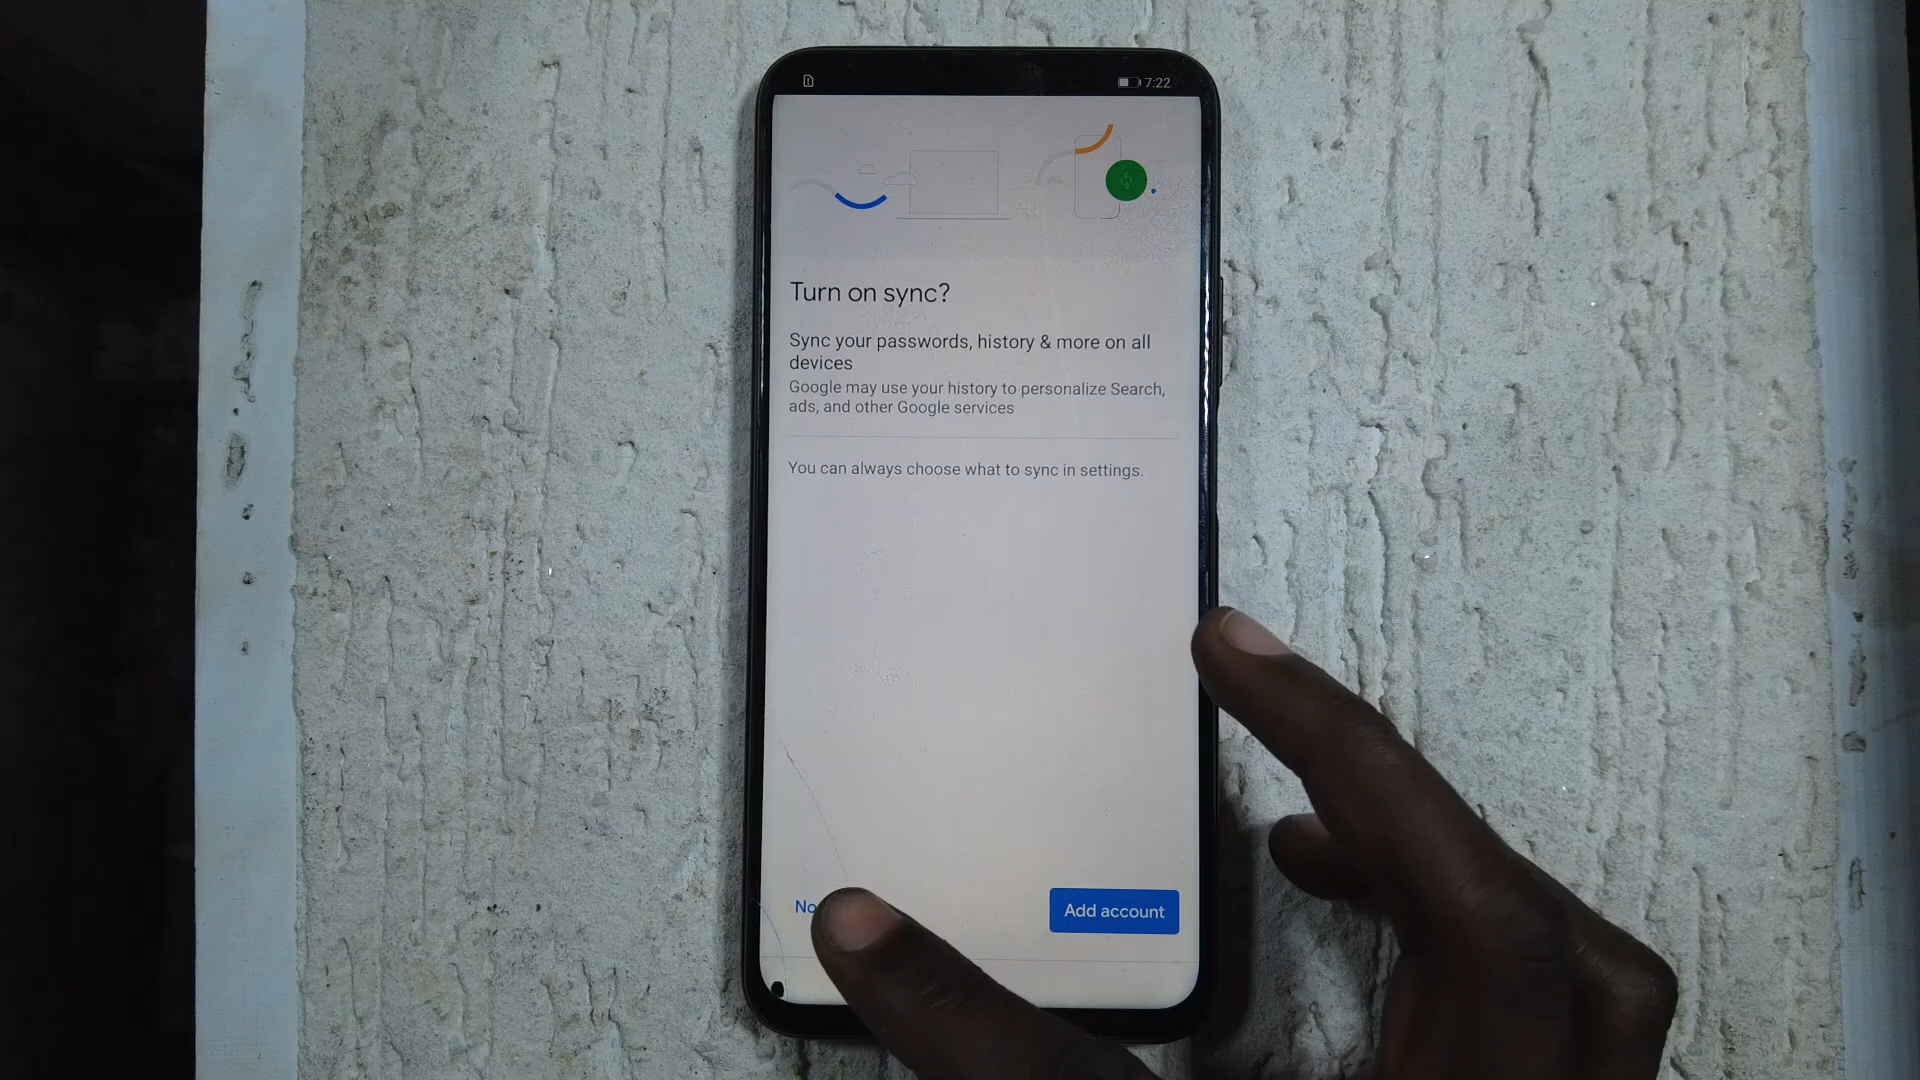 7:22
Turn on sync?
Sync your passwords, history & more on all
devices
Google may use your history to personalize Search,
ads, and other Google services
You can always choose what to sync in settings.
No
Add account